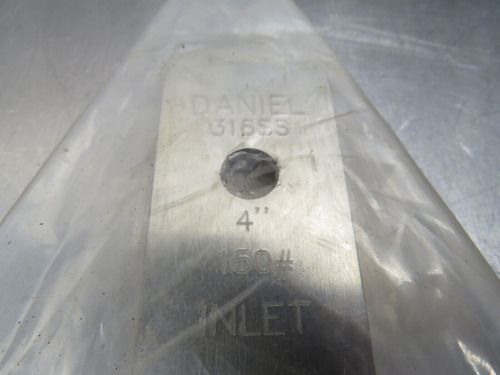 DANIEL
316SS
4"
150#
INLET